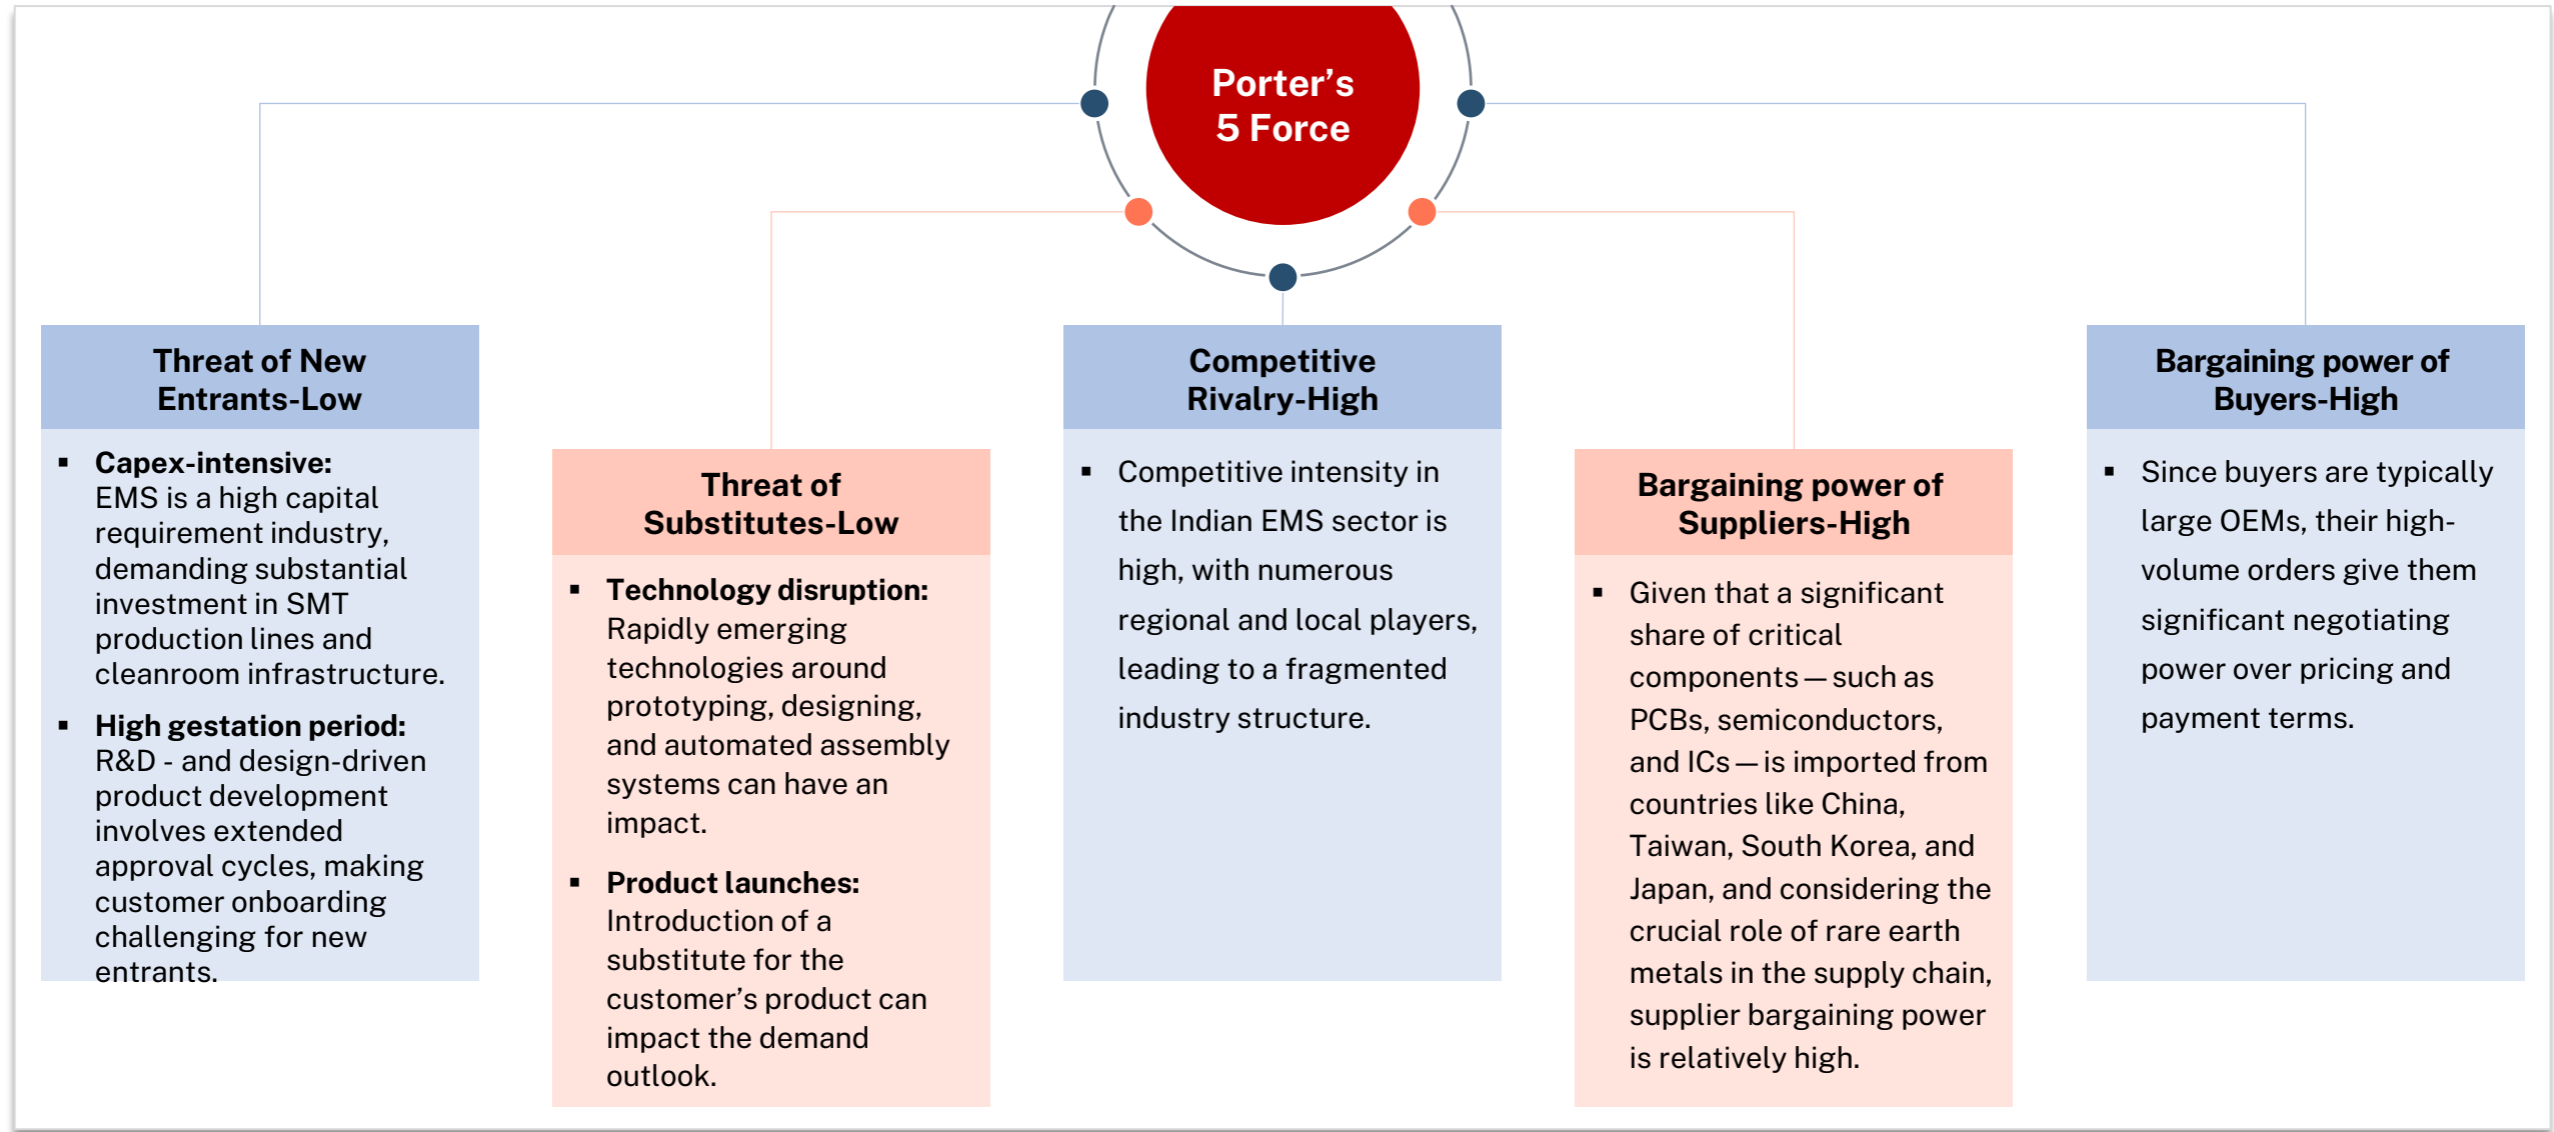 Porter’s
5 Force
Threat of New
Entrants-Low
▪ Capex-intensive:
EMS is a high capital
requirement industry,
demanding substantial
investment in SMT
production lines and
cleanroom infrastructure.
▪ High gestation period:
R&D - and design-driven
product development
involves extended
approval cycles, making
customer onboarding
challenging for new
entrants.
Threat of
Substitutes-Low
▪ Technology disruption:
Rapidly emerging
technologies around
prototyping, designing,
and automated assembly
systems can have an
impact.
▪ Product launches:
Introduction of a
substitute for the
customer’s product can
impact the demand
outlook.
Competitive
Rivalry-High
▪ Competitive intensity in
the Indian EMS sector is
high, with numerous
regional and local players,
leading to a fragmented
industry structure.
Bargaining power of
Suppliers-High
▪ Given that a significant
share of critical
components—such as
PCBs, semiconductors,
and ICs—is imported from
countries like China,
Taiwan, South Korea, and
Japan, and considering the
crucial role of rare earth
metals in the supply chain,
supplier bargaining power
is relatively high.
Bargaining power of
Buyers-High
▪ Since buyers are typically
large OEMs, their high-
volume orders give them
significant negotiating
power over pricing and
payment terms.